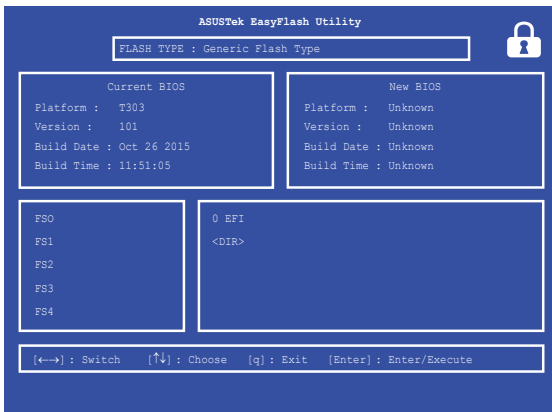 ASUSTek EasyFlash Utility
FLASH TYPE : Generic Flash Type
Current BIOS
Platform : T303
Version : 101
Build Date : Oct 26 2015
Build Time : 11:51:05
New BIOS
Platform : Unknown
Version : Unknown
Build Date : Unknown
Build Time : Unknown
FSO
FS1
FS2
FS3
FS4
0 EFI
<DIR>
[←→] : Switch [↑↓] : Choose [q] : Exit [Enter] : Enter/Execute